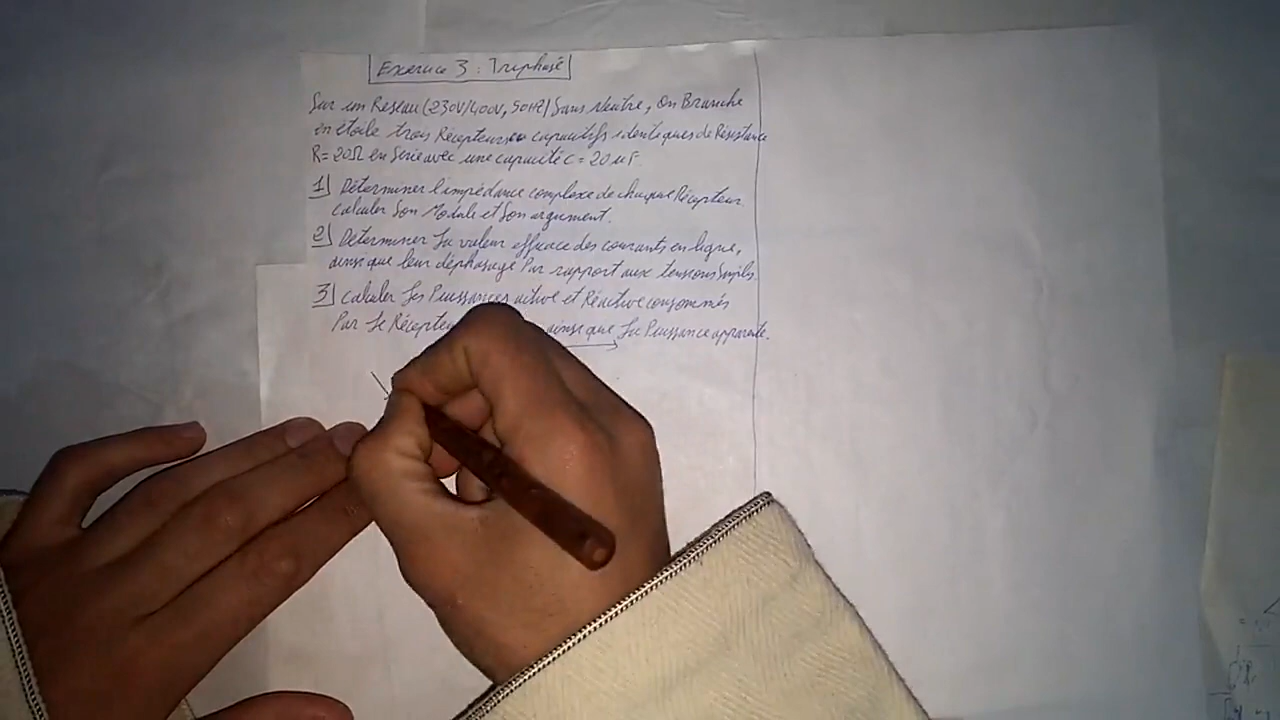 Exercice 3 : Triphasé
Sur un Reseau (230V/400V, 50HZ) Sans Neutre, On Branche
en étoile trois Récepteurs capacitifs identiques de Résistance
R= 20Ω en Serie avec une capacité C = 20 uF.
1) Déterminer l'impédance complexe de chaque Récepteur
calculer Son Module et Son argument.
2) Déterminer la valeur efficace des courants en ligne,
ainsi que leur déphasage Par rapport aux tensions Simples
3) Calculer les Puissances active et Réactive consommés
Par le ainsi que la Puissance apparente.